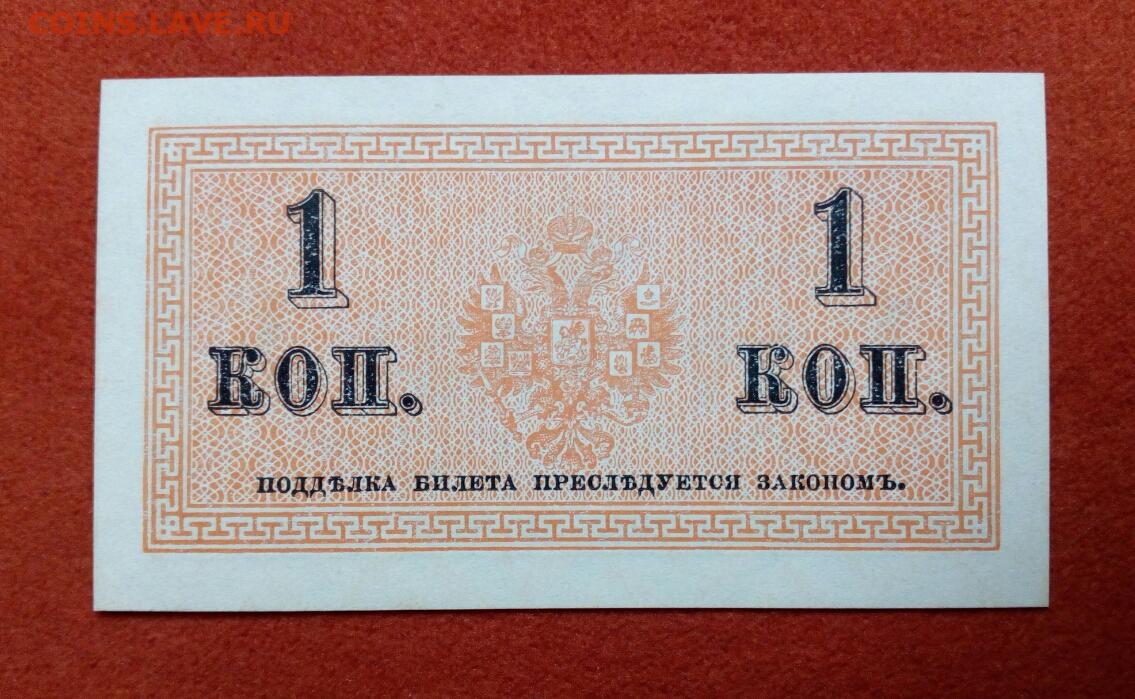 COINS.LAVE.RU
1 1
КОП. КОП.
ПОДДѢЛКА БИЛЕТА ПРЕСЛѢДУЕТСЯ ЗАКОНОМЪ.